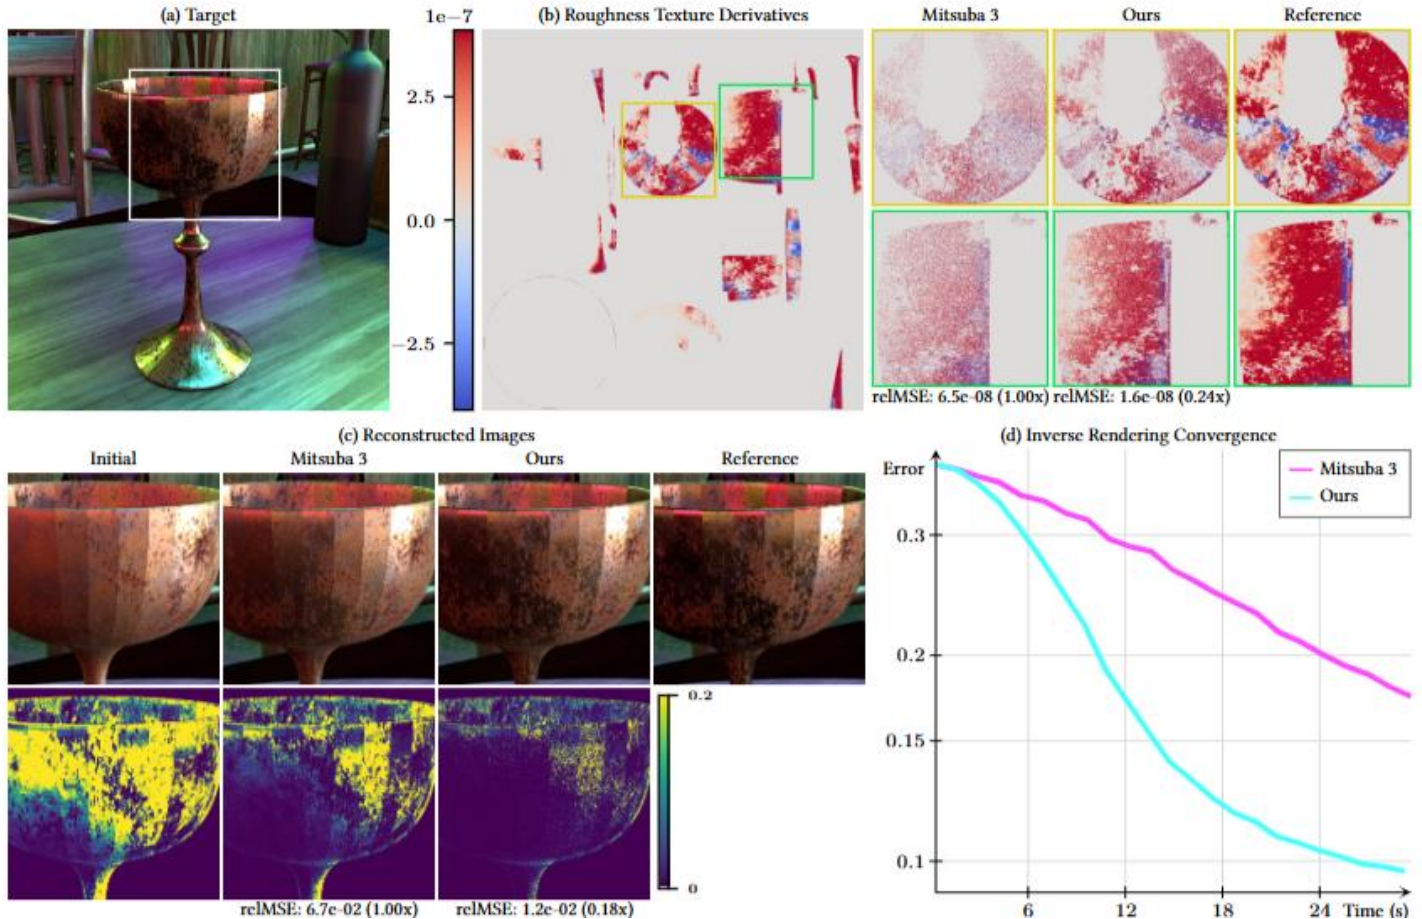 (a) Target
1e−7
2.5
0.0
−2.5
(b) Roughness Texture Derivatives
Mitsuba 3
Ours
Reference
relMSE: 6.5e-08 (1.00x) relMSE: 1.6e-08 (0.24x)
(c) Reconstructed Images
Initial
Mitsuba 3
Ours
Reference
0.2
0
relMSE: 6.7e-02 (1.00x)
relMSE: 1.2e-02 (0.18x)
(d) Inverse Rendering Convergence
Error
Mitsuba 3
Ours
0.3
0.2
0.15
0.1
6
12
18
24
Time (s)